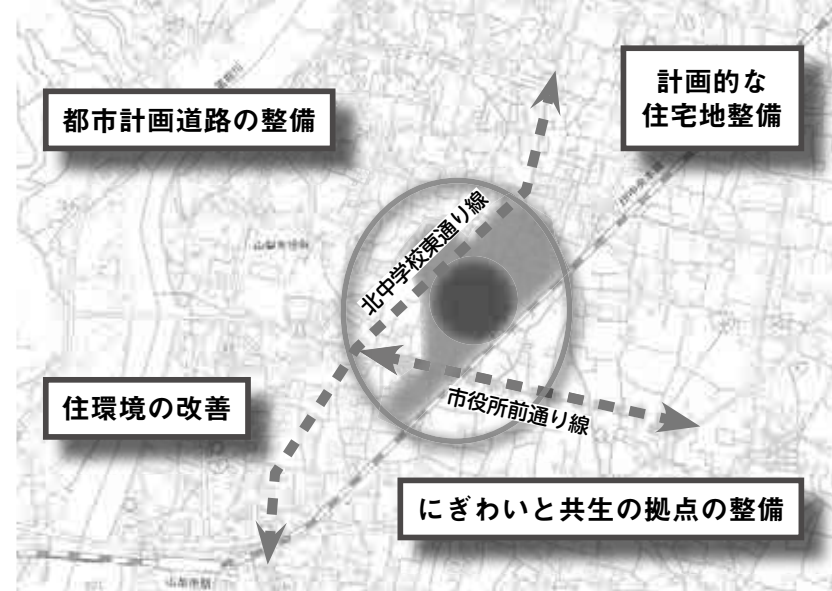 計画的な
住宅地整備
都市計画道路の整備
北中学校東通り線
住環境の改善
市役所前通り線
にぎわいと共生の拠点の整備